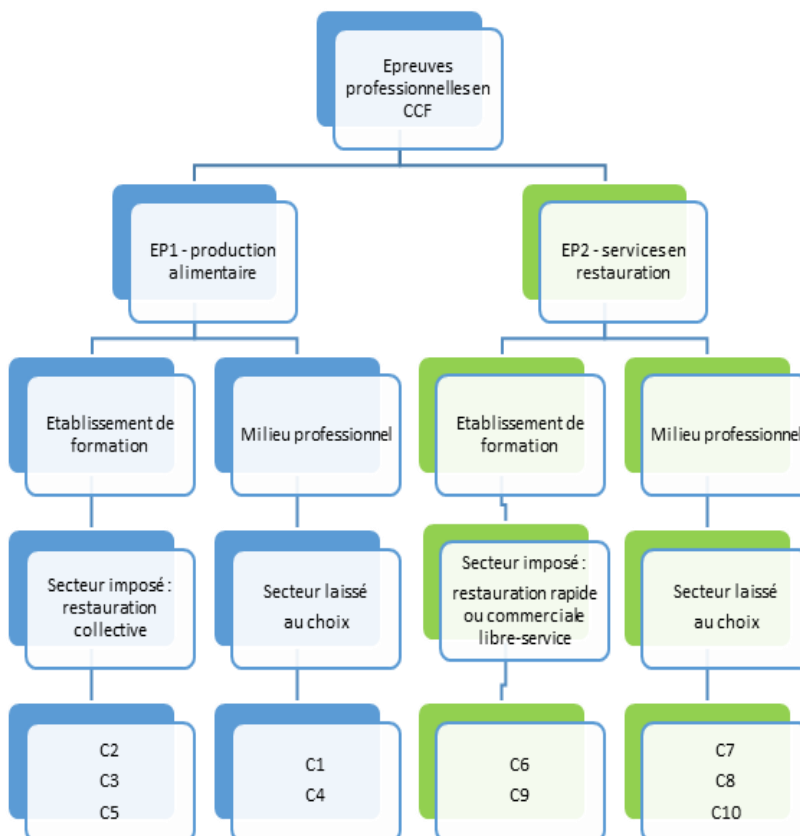 Epreuves
professionnelles en
CCF
EP1 - production
alimentaire
EP2 - services en
restauration
Etablissement de
formation
Milieu professionnel
Etablissement de
formation
Milieu professionnel
Secteur imposé :
restauration
collective
Secteur laissé
au choix
Secteur imposé :
restauration rapide
ou commerciale
libre-service
Secteur laissé
au choix
C2
C3
C5
C1
C4
C6
C9
C7
C8
C10